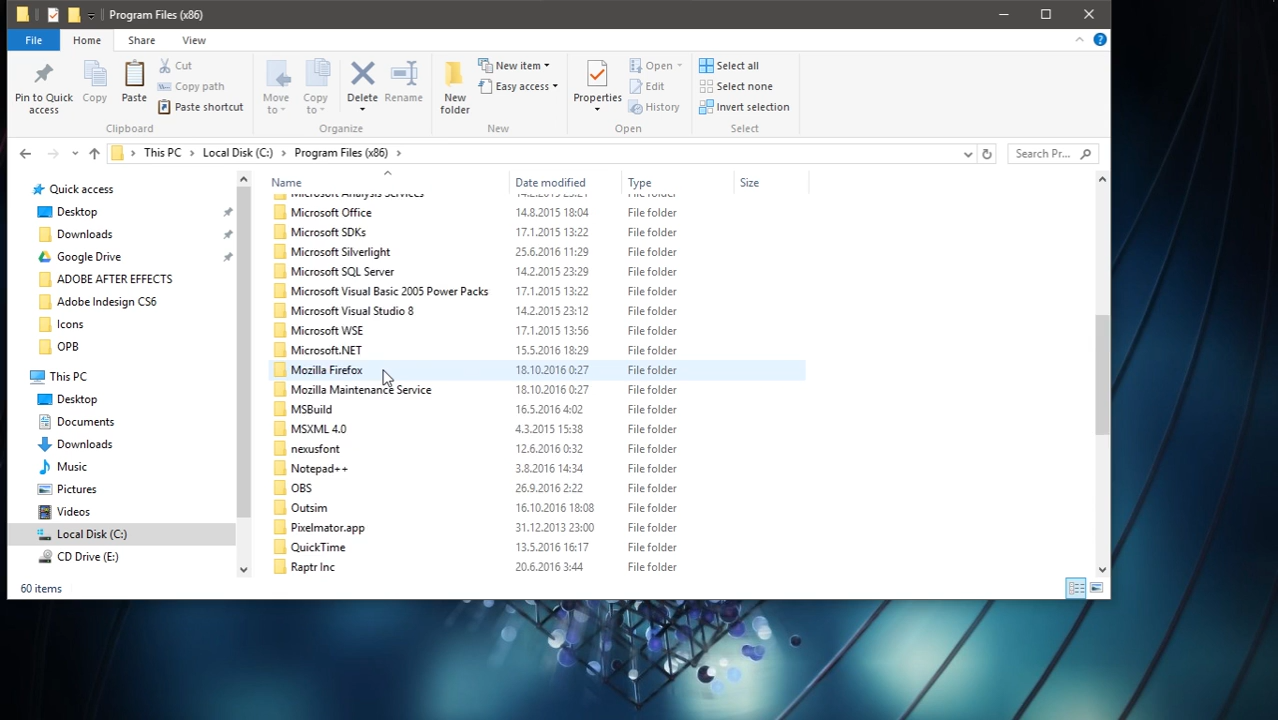 Program Files (x86)
File Home Share View
Pin to Quick access
Copy
Paste
Cut
Copy path
Paste shortcut
Clipboard
Move to
Copy to
Delete
Rename
Organize
New folder
New item
Easy access
New
Properties
Open
Edit
History
Open
Select all
Select none
Invert selection
Select
This PC > Local Disk (C:) > Program Files (x86) >
Search Pr...
Quick access
Desktop
Downloads
Google Drive
ADOBE AFTER EFFECTS
Adobe Indesign CS6
Icons
OPB
This PC
Desktop
Documents
Downloads
Music
Pictures
Videos
Local Disk (C:)
CD Drive (E:)
Name Date modified Type Size
Microsoft Analysis Services 14.2.2015 23:21 File folder
Microsoft Office 14.8.2015 18:04 File folder
Microsoft SDKs 17.1.2015 13:22 File folder
Microsoft Silverlight 25.6.2016 11:29 File folder
Microsoft SQL Server 14.2.2015 23:29 File folder
Microsoft Visual Basic 2005 Power Packs 17.1.2015 13:22 File folder
Microsoft Visual Studio 8 14.2.2015 23:12 File folder
Microsoft WSE 17.1.2015 13:56 File folder
Microsoft.NET 15.5.2016 18:29 File folder
Mozilla Firefox 18.10.2016 0:27 File folder
Mozilla Maintenance Service 18.10.2016 0:27 File folder
MSBuild 16.5.2016 4:02 File folder
MSXML 4.0 4.3.2015 15:38 File folder
nexusfont 12.6.2016 0:32 File folder
Notepad++ 3.8.2016 14:34 File folder
OBS 26.9.2016 2:22 File folder
Outsim 16.10.2016 18:08 File folder
Pixelmator.app 31.12.2013 23:00 File folder
QuickTime 13.5.2016 16:17 File folder
Raptr Inc 20.6.2016 3:44 File folder
60 items